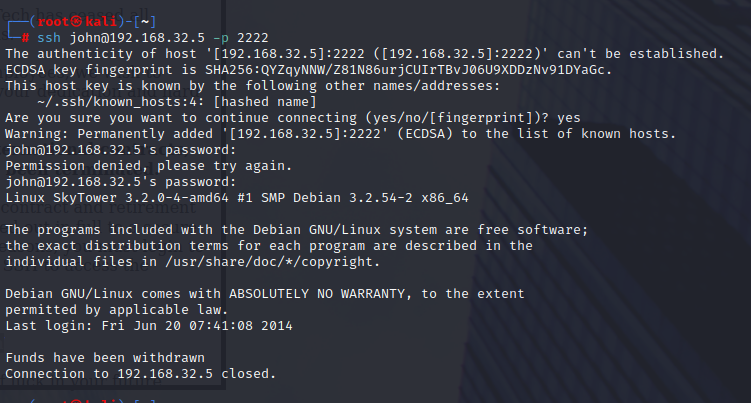 ┌──(root㉿kali)-[~]
└─# ssh john@192.168.32.5 -p 2222
The authenticity of host '[192.168.32.5]:2222 ([192.168.32.5]:2222)' can't be established.
ECDSA key fingerprint is SHA256:QYZqyNNW/Z81N86urjCUIrTBvJ06U9XDDzNv91DYaGc.
This host key is known by the following other names/addresses:
    ~/.ssh/known_hosts:4: [hashed name]
Are you sure you want to continue connecting (yes/no/[fingerprint])? yes
Warning: Permanently added '[192.168.32.5]:2222' (ECDSA) to the list of known hosts.
john@192.168.32.5's password:
Permission denied, please try again.
john@192.168.32.5's password:
Linux SkyTower 3.2.0-4-amd64 #1 SMP Debian 3.2.54-2 x86_64

The programs included with the Debian GNU/Linux system are free software;
the exact distribution terms for each program are described in the
individual files in /usr/share/doc/*/copyright.

Debian GNU/Linux comes with ABSOLUTELY NO WARRANTY, to the extent
permitted by applicable law.
Last login: Fri Jun 20 07:41:08 2014

Funds have been withdrawn
Connection to 192.168.32.5 closed.